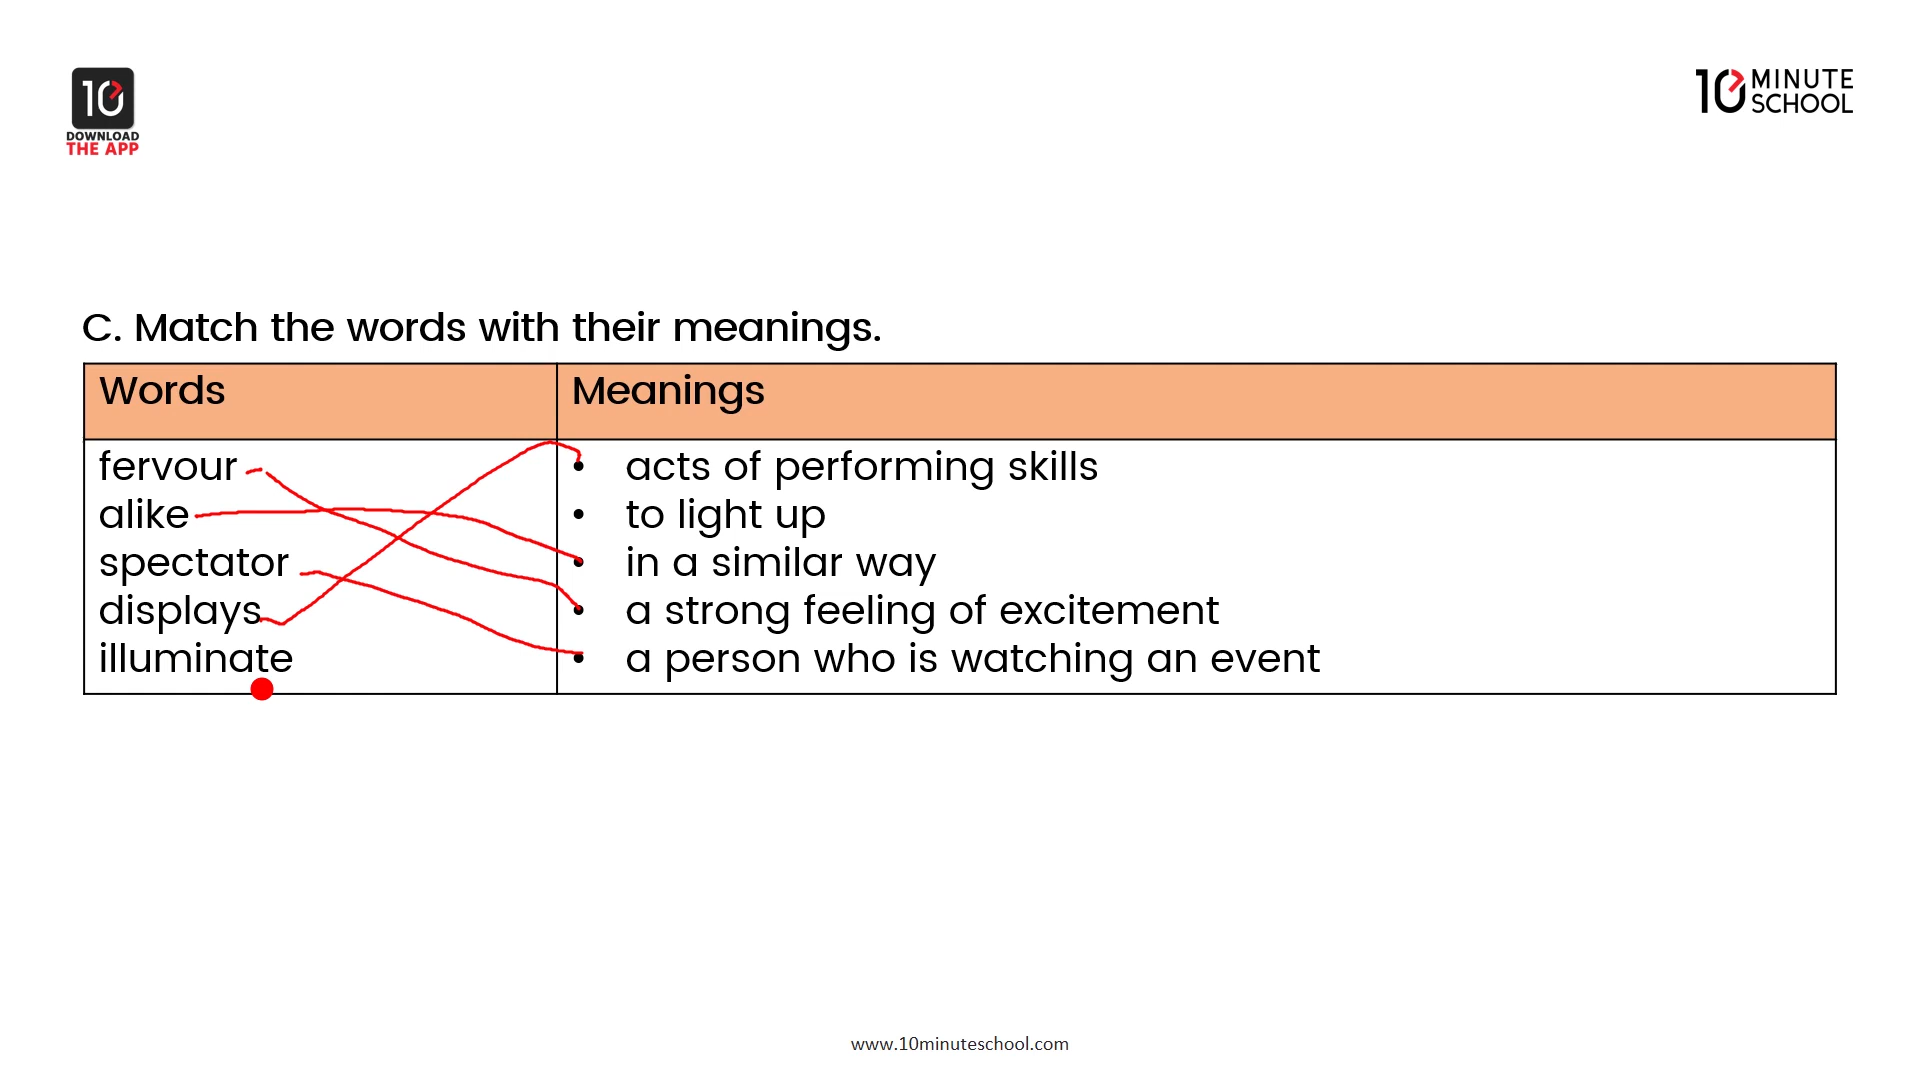 10
DOWNLOAD
THE APP
10 MINUTE
SCHOOL
C. Match the words with their meanings.
Words
Meanings
fervour
alike
spectator
displays
illuminate
• acts of performing skills
• to light up
• in a similar way
• a strong feeling of excitement
• a person who is watching an event
www.10minuteschool.com